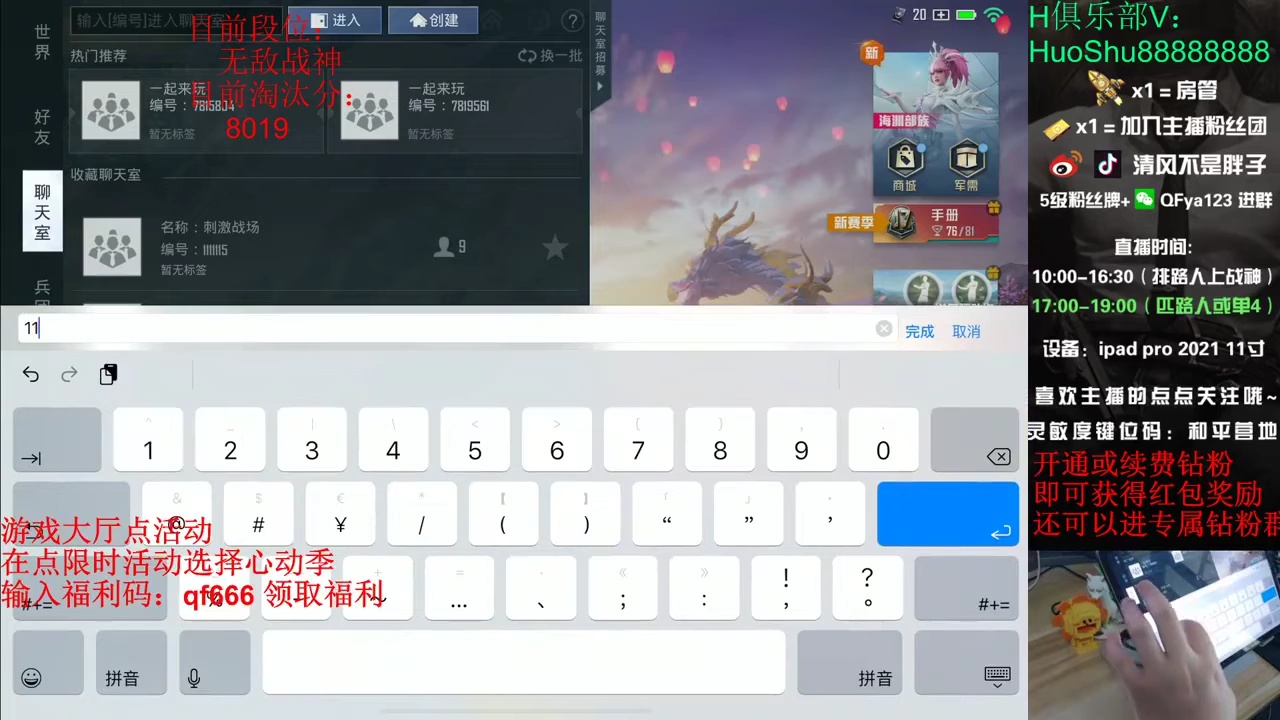 世界
好友
聊天室
兵团
输入[编号]进入聊天室
进入
创建
?
热门推荐
换一批
一起来玩
编号：7815804
暂无标签
一起来玩
编号：7819561
暂无标签
收藏聊天室
名称：刺激战场
编号：111115
暂无标签
9
聊天室招募
目前段位：
无敌战神
目前淘汰分：
8019
20
新
海澜部族
商城
军需
新赛季
手册
76/81
11
完成
取消
1 2 3 4 5 6 7 8 9 0
@ # ¥ / ( ) “ ” ’
… 、 ; : ! , ? 。
#+=
#+=
拼音
拼音
游戏大厅点活动
在点限时活动选择心动季
输入福利码：qf666 领取福利
H俱乐部V：
HuoShu88888888
x1 = 房管
x1 = 加入主播粉丝团
清风不是胖子
5级粉丝牌+ QFya123 进群
直播时间:
10:00-16:30（排路人上战神）
17:00-19:00（匹路人或单4）
设备：ipad pro 2021 11寸
喜欢主播的点点关注哦~
灵敏度键位码：和平营地
开通或续费钻粉
即可获得红包奖励
还可以进专属钻粉群